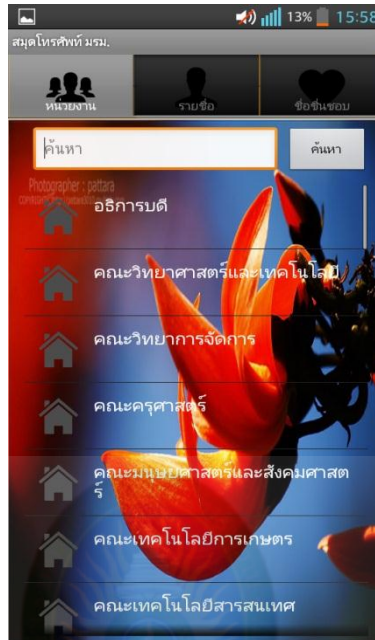 13% 15:58
สมุดโทรศัพท์ มรม.
หน่วยงาน รายชื่อ ชื่อชื่นชอบ
ค้นหา ค้นหา
Photographer : pattara
อธิการบดี
คณะวิทยาศาสตร์และเทคโนโลยี
คณะวิทยาการจัดการ
คณะครุศาสตร์
คณะมนุษย์ศาสตร์และสังคมศาสต
ร์
คณะเทคโนโลยีการเกษตร
คณะเทคโนโลยีสารสนเทศ